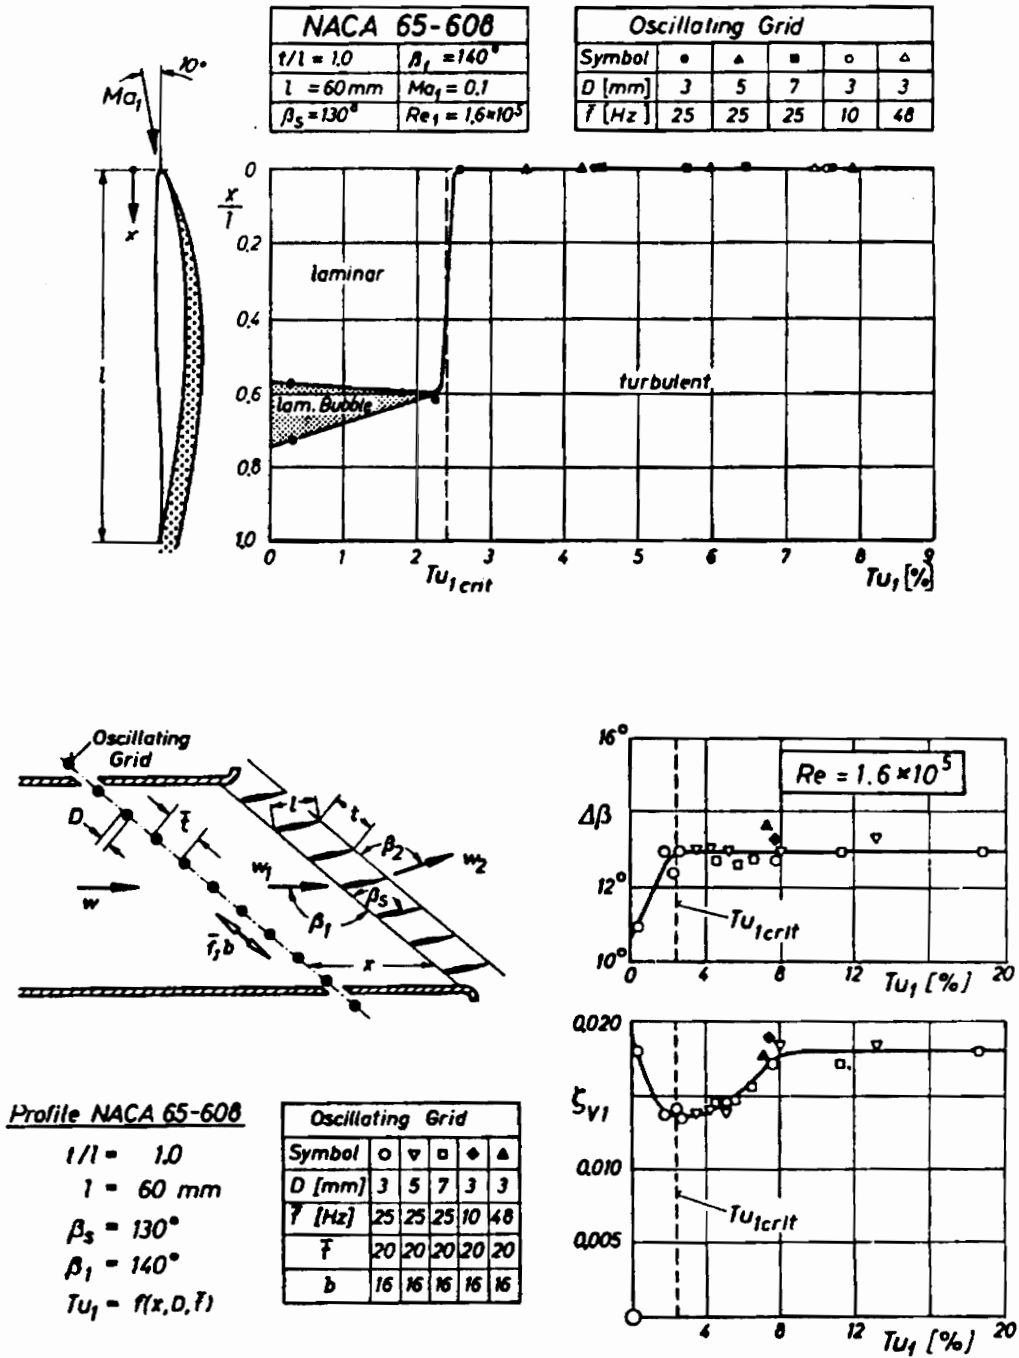 NACA 65-608
t/l = 1.0 β₁ = 140°
l = 60mm Ma₁ = 0.1
βs = 130° Re₁ = 1,6×10⁵
Oscillating Grid
Symbol ● ▲ ■ ○ △
D [mm] 3 5 7 3 3
f̄ [Hz] 25 25 25 10 48
10°
Ma₁
x
l
x/l
0
0,2
0,4
0,6
0,8
1,0
laminar
lam. Bubble
turbulent
0 1 2 3 4 5 6 7 8 9
Tu₁crit
Tu₁ [%]
Oscillating
Grid
D
t̄
w
f̄, b
x
w₁
β₁
l
t
β₂
βs
w₂
16°
Δβ
12°
10°
Re = 1.6×10⁵
Tu₁crit
0 4 8 12 16 20
Tu₁ [%]
0,020
ζV1
0,010
0,005
Tu₁crit
4 8 12 16 20
Tu₁ [%]
Profile NACA 65-608
t/l = 1.0
l = 60 mm
βs = 130°
β₁ = 140°
Tu₁ = f(x, D, f̄)
Oscillating Grid
Symbol ○ ▽ □ ◆ ▲
D [mm] 3 5 7 3 3
f̄ [Hz] 25 25 25 10 48
t̄ 20 20 20 20 20
b 16 16 16 16 16